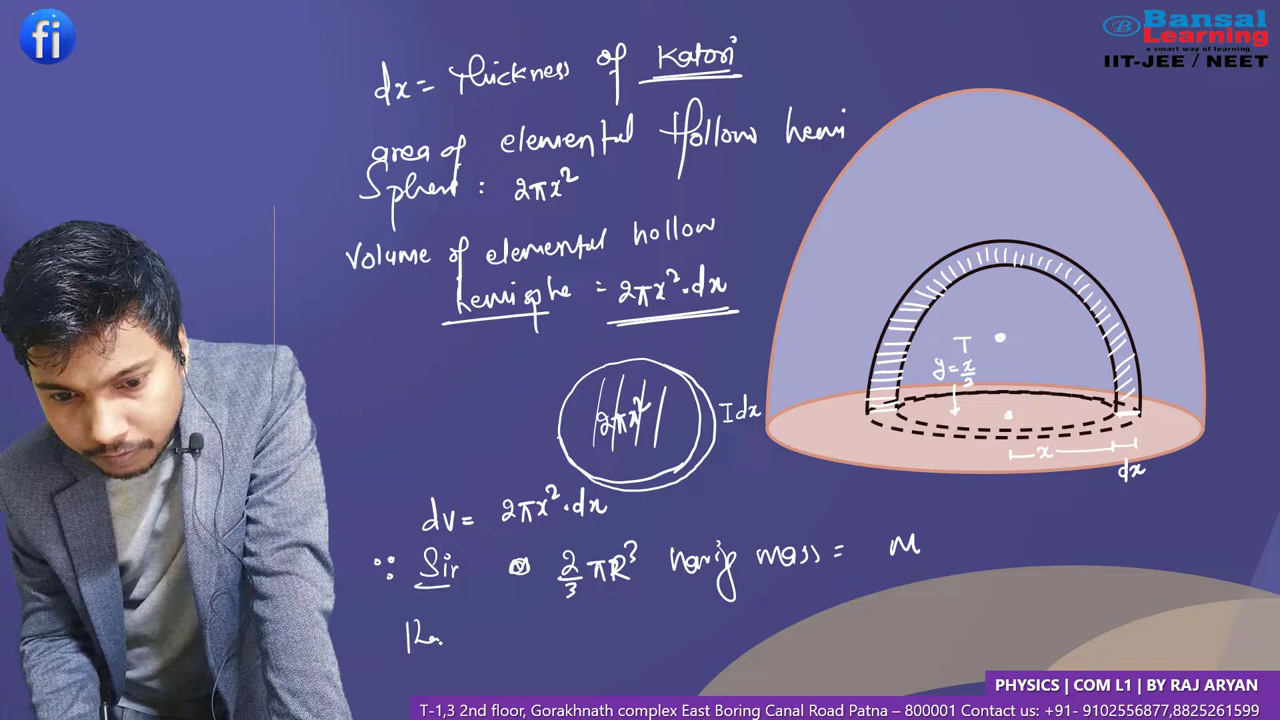 fi
Bansal
Learning
a smart way of learning
IIT-JEE / NEET
dx = thickness of Katori
area of elemental Hollow hemi
Sphere : 2πx²
Volume of elemental hollow
hemisphe = 2πx².dx
2πx²
dx
T
y = x/2
x
dx
dv = 2πx².dx
∵ Sir 2/3 πR³ having mass = M
PHYSICS | COM L1 | BY RAJ ARYAN
T-1,3 2nd floor, Gorakhnath complex East Boring Canal Road Patna – 800001 Contact us: +91- 9102556877,8825261599